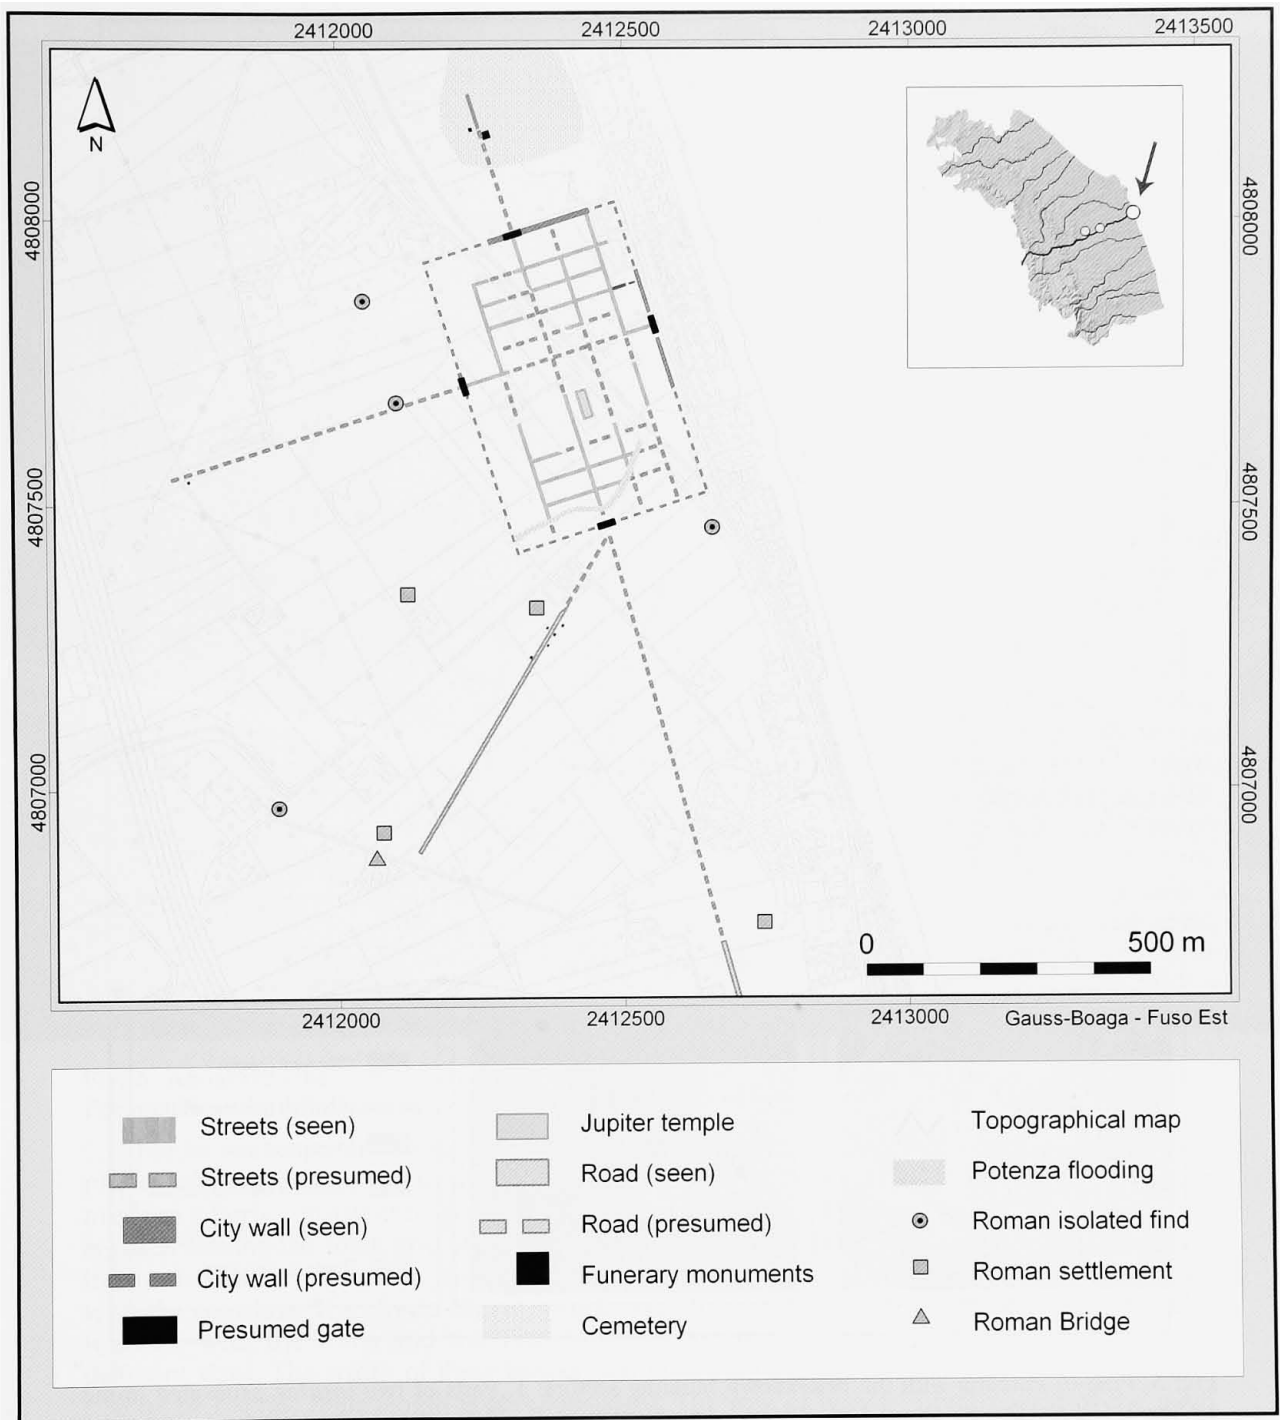 2412000 2412500 2413000 2413500
N
4808000 4808000
4807500 4807500
4807000 4807000
0 500 m
2412000 2412500 2413000 Gauss-Boaga - Fuso Est
Streets (seen)
Streets (presumed)
City wall (seen)
City wall (presumed)
Presumed gate
Jupiter temple
Road (seen)
Road (presumed)
Funerary monuments
Cemetery
Topographical map
Potenza flooding
Roman isolated find
Roman settlement
Roman Bridge